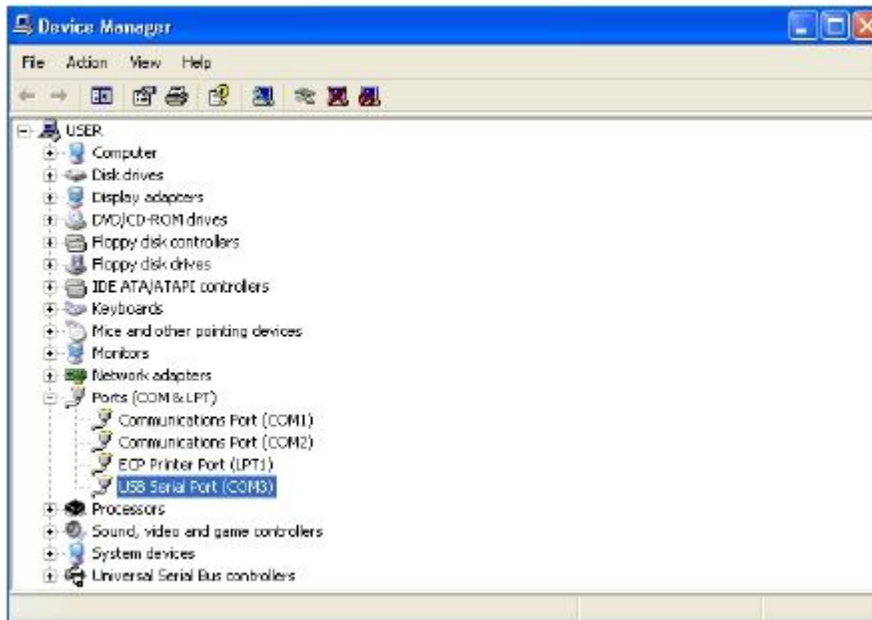 Device Manager
File Action View Help
USER
Computer
Disk drives
Display adapters
DVD/CD-ROM drives
Floppy disk controllers
Floppy disk drives
IDE ATA/ATAPI controllers
Keyboards
Mice and other pointing devices
Monitors
Network adapters
Ports (COM & LPT)
Communications Port (COM1)
Communications Port (COM2)
ECP Printer Port (LPT1)
USB Serial Port (COM3)
Processors
Sound, video and game controllers
System devices
Universal Serial Bus controllers